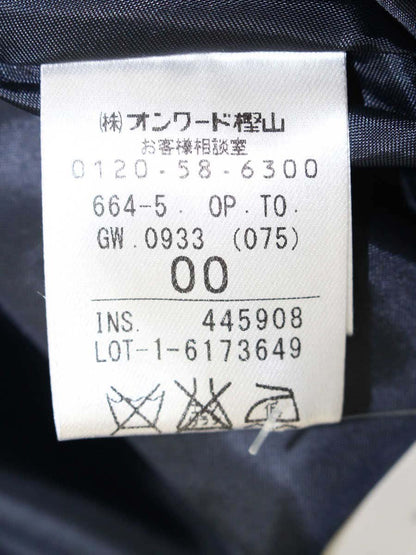 ㈱オンワード樫山
お客様相談室
0120-58-6300
664-5. OP. TO.
GW. 0933 (075)
00
INS. 445908
LOT-1-6173649